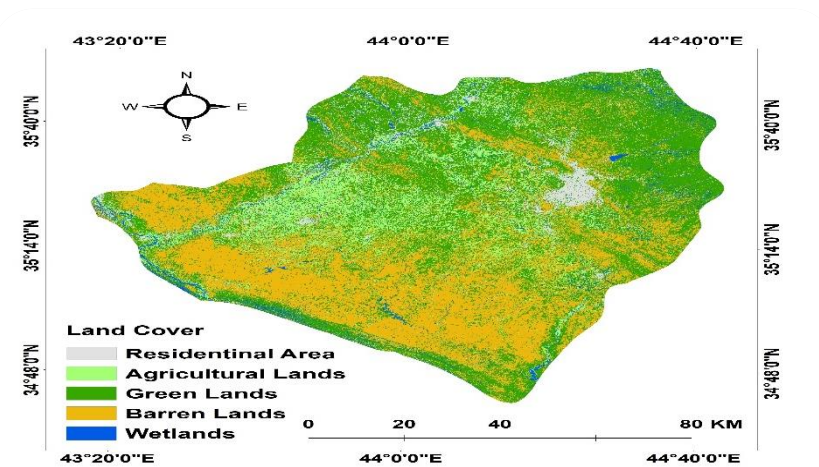 43°20'0"E 44°0'0"E 44°40'0"E
N
W E
S
35°40'0"N 35°40'0"N
35°14'0"N 35°14'0"N
34°48'0"N 34°48'0"N
Land Cover
Residentinal Area
Agricultural Lands
Green Lands
Barren Lands
Wetlands
0 20 40 80 KM
43°20'0"E 44°0'0"E 44°40'0"E